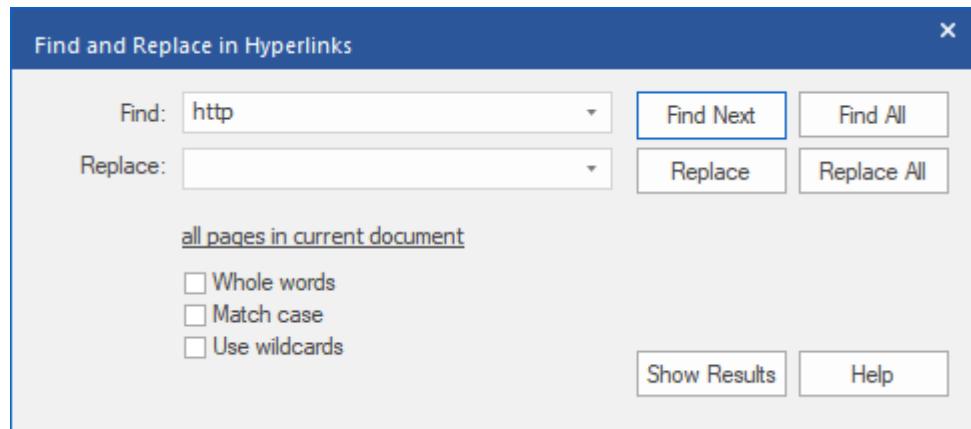 Find and Replace in Hyperlinks
Find: http Find Next Find All
Replace: Replace Replace All
all pages in current document
Whole words
Match case
Use wildcards
Show Results Help